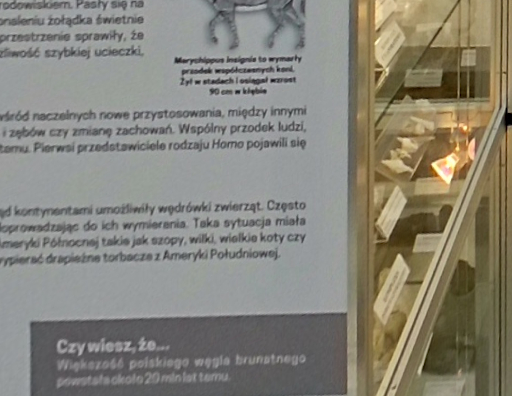 rodowiskiem. Pasły się na
onaleniu żołądka świetnie
przestrzenie sprawiły, że
żliwość szybkiej ucieczki,
Merychippus insignis to wymarły
przodek współczesnych koni.
Żył w stadach i osiągał wzrost
90 cm w kłębie
wśród naczelnych nowe przystosowania, między innymi
i zębów czy zmianę zachowań. Wspólny przodek ludzi,
temu. Pierwsi przedstawiciele rodzaju Homo pojawili się
ąd kontynentami umożliwiły wędrówki zwierząt. Często
doprowadzając do ich wymierania. Taka sytuacja miała
Ameryki Północnej takie jak szopy, wilki, wielkie koty czy
wypierać drapieżne torbacze z Ameryki Południowej.
Czy wiesz, że...
Większość polskiego węgla brunatnego
powstała około 20 mln lat temu.